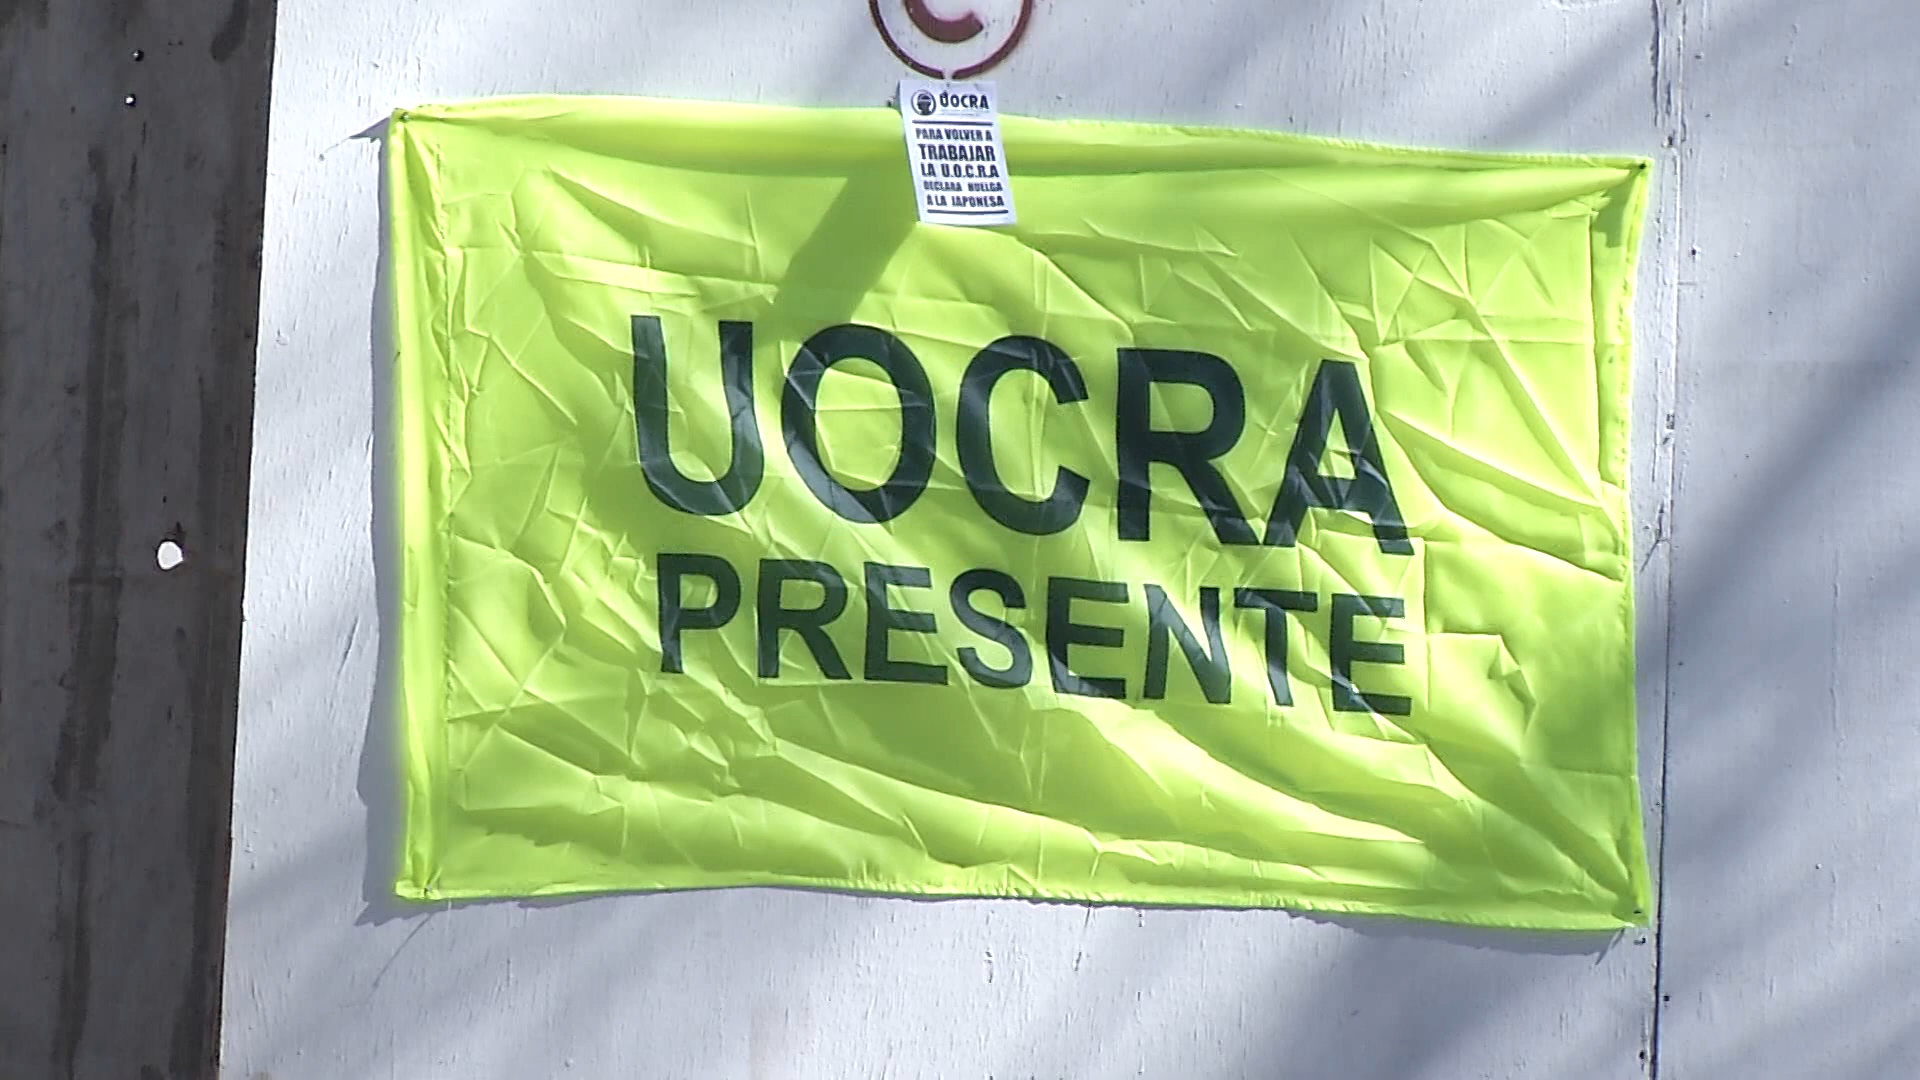 UOCRA
PARA VOLVER A
TRABAJAR
LA U.O.C.R.A
DECLARA HUELGA
A LA JAPONESA
UOCRA
PRESENTE